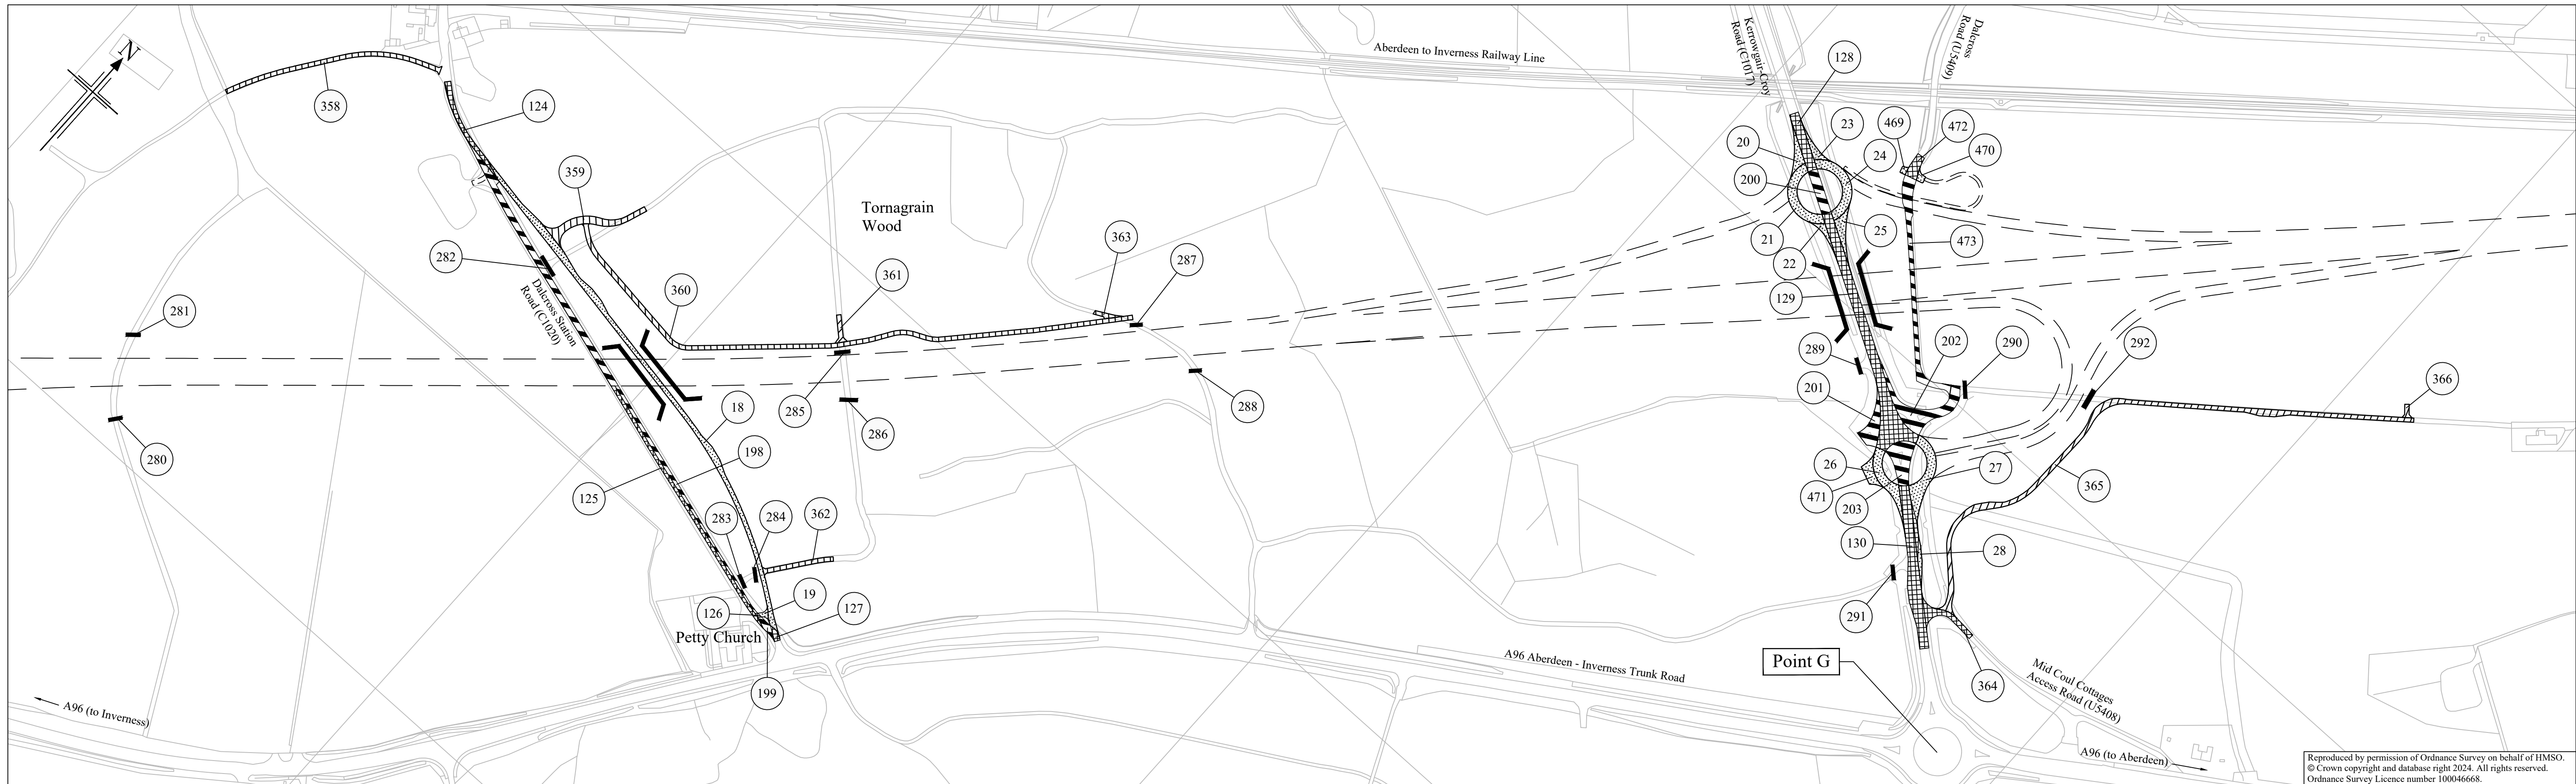 N
358
124
359
282
281
280
Dalcross Station
Road (C1020)
360
361
Tornagrain
Wood
363
287
285
286
288
18
198
125
283
284
362
126
19
127
Petty Church
199
A96 (to Inverness)
Aberdeen to Inverness Railway Line
Kerrowgair-Croy
Road (C1017)
Dalcross
Road (U5409)
128
20
23
24
469
472
470
200
21
22
25
473
129
289
202
290
292
201
366
26
471
203
27
365
130
28
291
364
A96 Aberdeen - Inverness Trunk Road
Point G
Mid Coul Cottages
Access Road (U5408)
A96 (to Aberdeen)
Reproduced by permission of Ordnance Survey on behalf of HMSO.
© Crown copyright and database right 2024. All rights reserved.
Ordnance Survey Licence number 100046668.